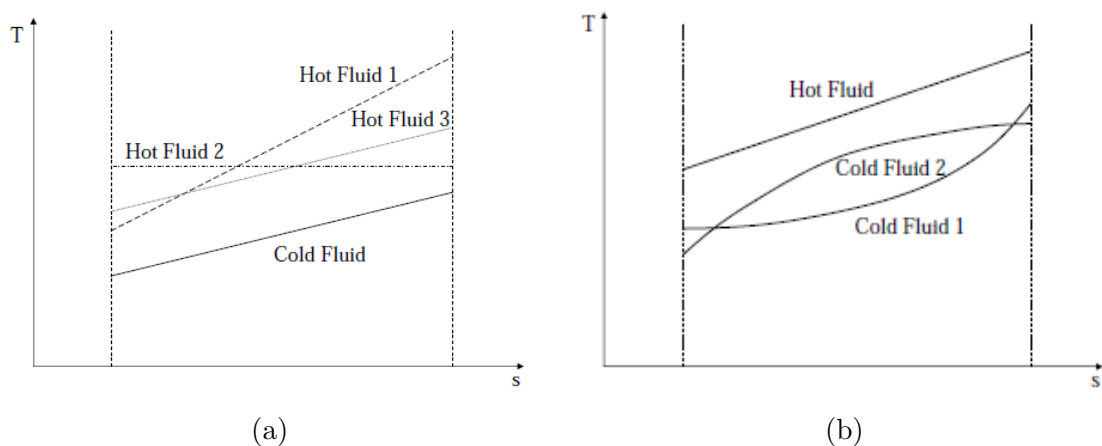 T
Hot Fluid 1
Hot Fluid 3
Hot Fluid 2
Cold Fluid
s
(a)
T
Hot Fluid
Cold Fluid 2
Cold Fluid 1
s
(b)